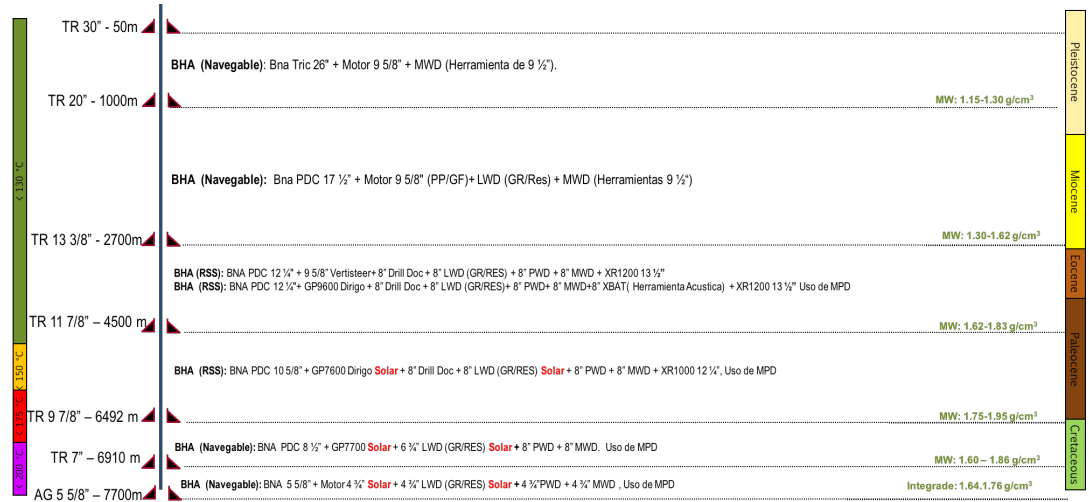 TR 30” - 50m
BHA (Navegable): Bna Tric 26" + Motor 9 5/8” + MWD (Herramienta de 9 ½”).
TR 20” - 1000m
MW: 1.15-1.30 g/cm³
Pleistocene
< 130 °C
BHA (Navegable): Bna PDC 17 ½” + Motor 9 5/8" (PP/GF)+ LWD (GR/Res) + MWD (Herramientas 9 ½“)
Miocene
TR 13 3/8” - 2700m
MW: 1.30-1.62 g/cm³
BHA (RSS): BNA PDC 12 ¼" + 9 5/8” Vertisteer+ 8” Drill Doc + 8” LWD (GR/RES) + 8” PWD + 8” MWD + XR1200 13 ½”
BHA (RSS): BNA PDC 12 ¼"+ GP9600 Dirigo + 8” Drill Doc + 8” LWD (GR/RES)+ 8” PWD+ 8” MWD+8” XBAT( Herramienta Acustica) + XR1200 13 ½” Uso de MPD
Eocene
TR 11 7/8” – 4500 m
MW: 1.62-1.83 g/cm³
Paleocene
< 150 °C
BHA (RSS): BNA PDC 10 5/8” + GP7600 Dirigo Solar + 8” Drill Doc + 8” LWD (GR/RES) Solar + 8” PWD + 8” MWD + XR1000 12 ¼”, Uso de MPD
< 175 °C
TR 9 7/8” – 6492 m
MW: 1.75-1.95 g/cm³
BHA (Navegable): BNA PDC 8 ½” + GP7700 Solar + 6 ¾” LWD (GR/RES) Solar + 8” PWD + 8” MWD. Uso de MPD
Cretaceous
TR 7” – 6910 m
MW: 1.60 – 1.86 g/cm³
< 200 °C
BHA (Navegable): BNA 5 5/8” + Motor 4 ¾” Solar + 4 ¾” LWD (GR/RES) Solar + 4 ¾”PWD + 4 ¾” MWD , Uso de MPD
AG 5 5/8” – 7700m
Integrade: 1.64.1.76 g/cm³